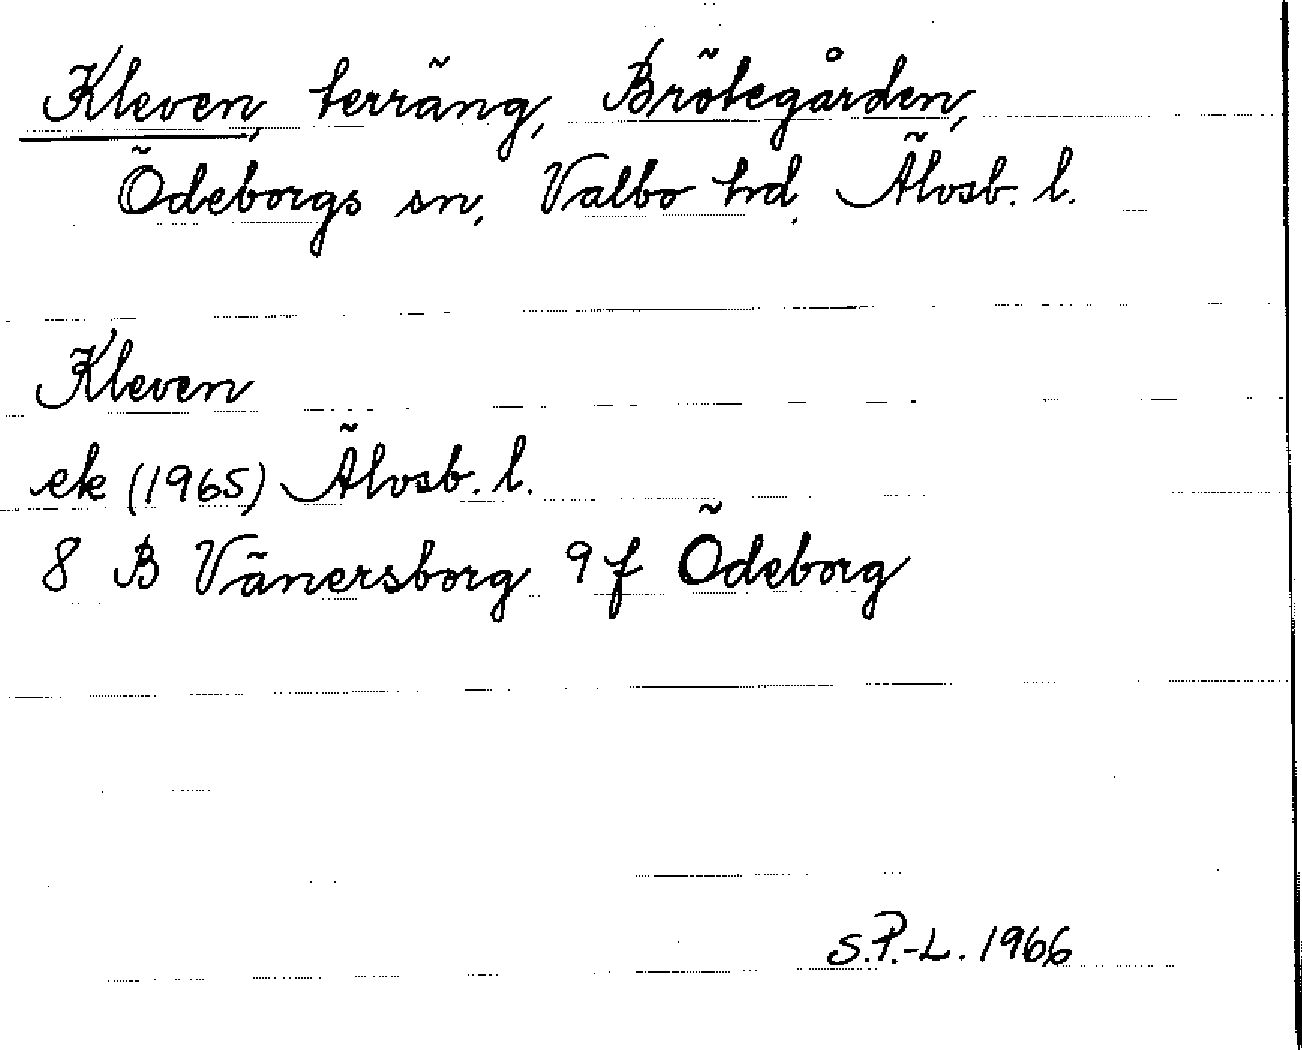 Kleven, terräng, Brötegården,
Ödeborgs sn, Valbo hd. Älvsb. l.
Kleven
ek (1965) Älvsb. l.
8 B Vänersborg 9 f Ödeborg
S.P.-L. 1966